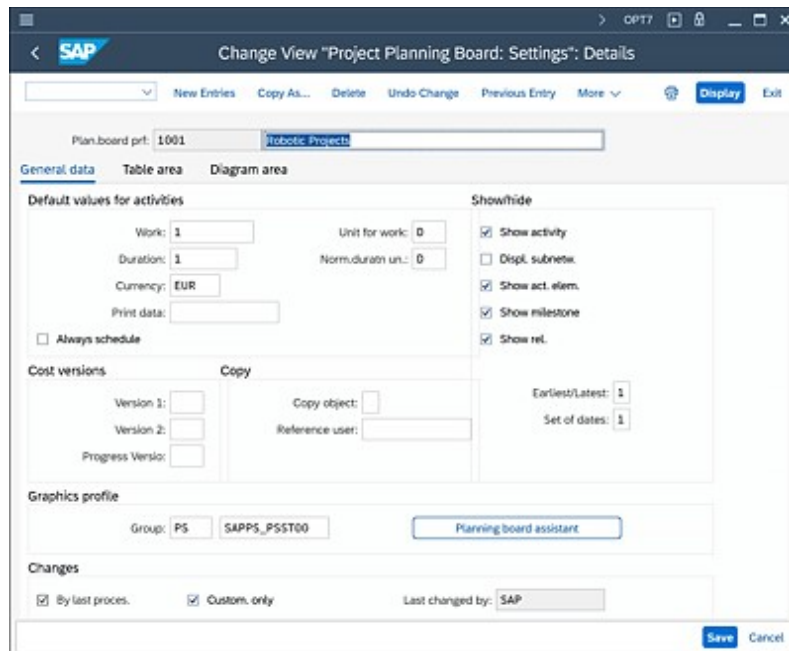 OPT7
SAP Change View "Project Planning Board: Settings": Details
New Entries Copy As... Delete Undo Change Previous Entry More Display Exit
Plan.board prf: 1001 Robotic Projects
General data Table area Diagram area
Default values for activities Show/hide
Work: 1 Unit for work: D Show activity
Duration: 1 Norm.duratn un.: D Displ. subnetw.
Currency: EUR Show act. elem.
Print data: Show milestone
Always schedule Show rel.
Cost versions Copy
Version 1: Copy object: Earliest/Latest: 1
Version 2: Reference user: Set of dates: 1
Progress Versio:
Graphics profile
Group: PS SAPPS_PSST00 Planning board assistant
Changes
By last proces. Custom. only Last changed by: SAP
Save Cancel